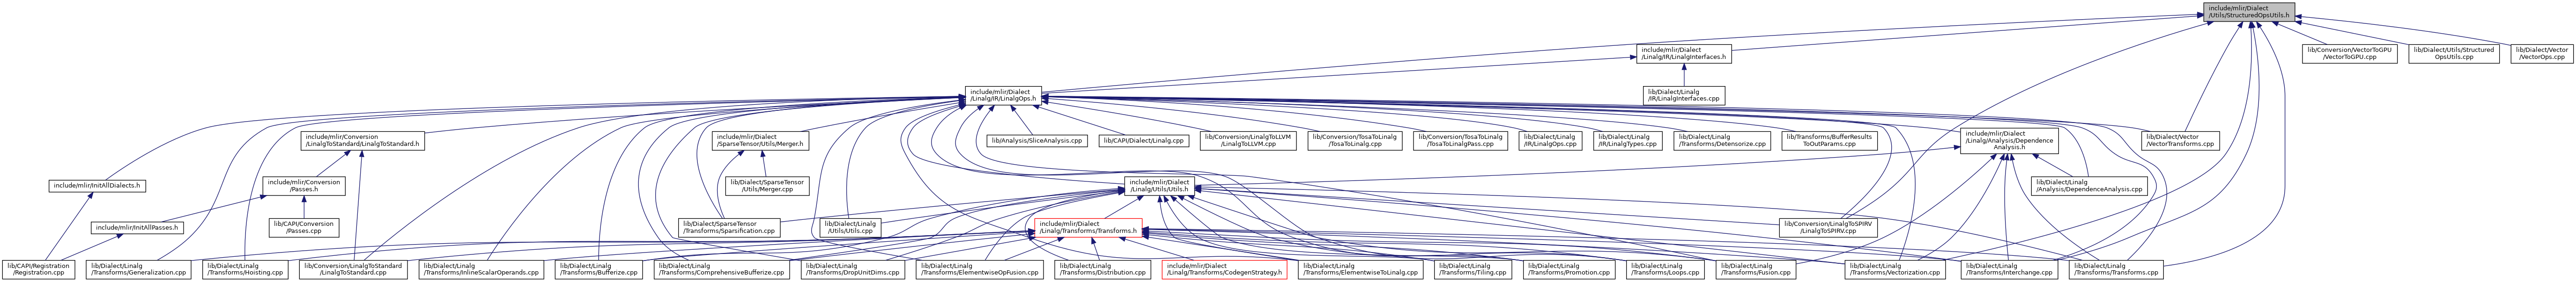 include/mlir/Dialect
/Utils/StructuredOpsUtils.h
include/mlir/Dialect
/Linalg/IR/LinalgInterfaces.h
lib/Conversion/VectorToGPU
/VectorToGPU.cpp
lib/Dialect/Utils/Structured
OpsUtils.cpp
lib/Dialect/Vector
/VectorOps.cpp
include/mlir/Dialect
/Linalg/IR/LinalgOps.h
lib/Dialect/Linalg
/IR/LinalgInterfaces.cpp
include/mlir/Conversion
/LinalgToStandard/LinalgToStandard.h
include/mlir/Dialect
/SparseTensor/Utils/Merger.h
lib/Analysis/SliceAnalysis.cpp
lib/CAPI/Dialect/Linalg.cpp
lib/Conversion/LinalgToLLVM
/LinalgToLLVM.cpp
lib/Conversion/TosaToLinalg
/TosaToLinalg.cpp
lib/Conversion/TosaToLinalg
/TosaToLinalgPass.cpp
lib/Dialect/Linalg
/IR/LinalgOps.cpp
lib/Dialect/Linalg
/IR/LinalgTypes.cpp
lib/Dialect/Linalg
/Transforms/Detensorize.cpp
lib/Transforms/BufferResults
ToOutParams.cpp
include/mlir/Dialect
/Linalg/Analysis/Dependence
Analysis.h
lib/Dialect/Vector
/VectorTransforms.cpp
include/mlir/InitAllDialects.h
include/mlir/Conversion
/Passes.h
lib/Dialect/SparseTensor
/Utils/Merger.cpp
include/mlir/Dialect
/Linalg/Utils/Utils.h
lib/Dialect/Linalg
/Analysis/DependenceAnalysis.cpp
include/mlir/InitAllPasses.h
lib/CAPI/Conversion
/Passes.cpp
lib/Dialect/SparseTensor
/Transforms/Sparsification.cpp
lib/Dialect/Linalg
/Utils/Utils.cpp
include/mlir/Dialect
/Linalg/Transforms/Transforms.h
lib/Conversion/LinalgToSPIRV
/LinalgToSPIRV.cpp
lib/CAPI/Registration
/Registration.cpp
lib/Dialect/Linalg
/Transforms/Generalization.cpp
lib/Dialect/Linalg
/Transforms/Hoisting.cpp
lib/Conversion/LinalgToStandard
/LinalgToStandard.cpp
lib/Dialect/Linalg
/Transforms/InlineScalarOperands.cpp
lib/Dialect/Linalg
/Transforms/Bufferize.cpp
lib/Dialect/Linalg
/Transforms/ComprehensiveBufferize.cpp
lib/Dialect/Linalg
/Transforms/DropUnitDims.cpp
lib/Dialect/Linalg
/Transforms/ElementwiseOpFusion.cpp
lib/Dialect/Linalg
/Transforms/Distribution.cpp
include/mlir/Dialect
/Linalg/Transforms/CodegenStrategy.h
lib/Dialect/Linalg
/Transforms/ElementwiseToLinalg.cpp
lib/Dialect/Linalg
/Transforms/Tiling.cpp
lib/Dialect/Linalg
/Transforms/Promotion.cpp
lib/Dialect/Linalg
/Transforms/Loops.cpp
lib/Dialect/Linalg
/Transforms/Fusion.cpp
lib/Dialect/Linalg
/Transforms/Vectorization.cpp
lib/Dialect/Linalg
/Transforms/Interchange.cpp
lib/Dialect/Linalg
/Transforms/Transforms.cpp